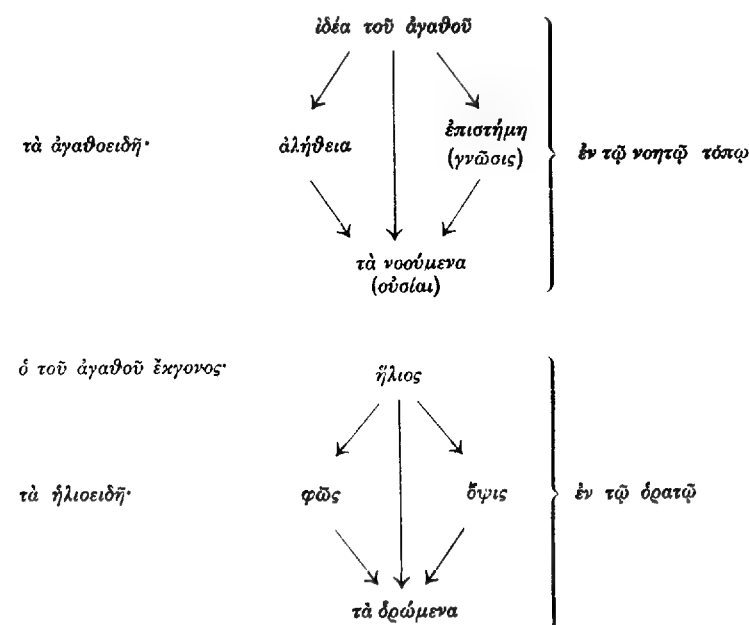 ἰδέα τοῦ ἀγαθοῦ
τὰ ἀγαθοειδῆ· ἀλήθεια ἐπιστήμη
(γνῶσις) ἐν τῷ νοητῷ τόπῳ
τὰ νοούμενα
(οὐσίαι)
ὁ τοῦ ἀγαθοῦ ἔκγονος· ἥλιος
τὰ ἡλιοειδῆ· φῶς ὄψις ἐν τῷ ὁρατῷ
τὰ ὁρώμενα